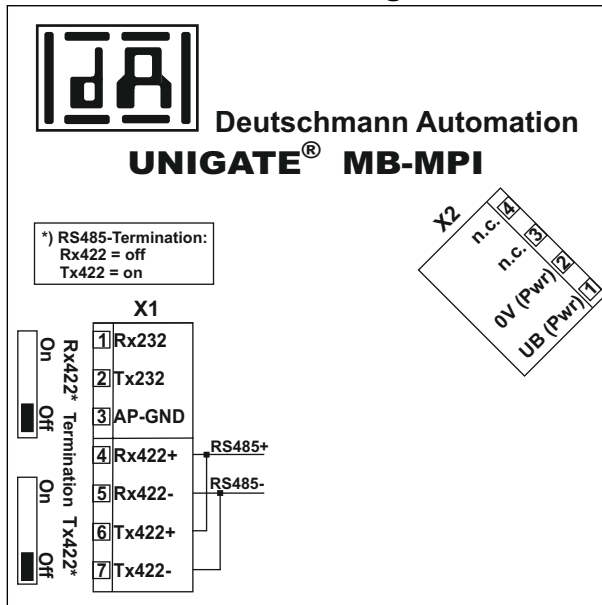 dA
Deutschmann Automation
UNIGATE® MB-MPI
*) RS485-Termination:
Rx422 = off
Tx422 = on
X2
n.c. 4
n.c. 3
0V (Pwr) 2
UB (Pwr) 1
X1
1 Rx232
2 Tx232
3 AP-GND
4 Rx422+
5 Rx422-
6 Tx422+
7 Tx422-
RS485+
RS485-
On
Off
Rx422* Termination Tx422*
On
Off